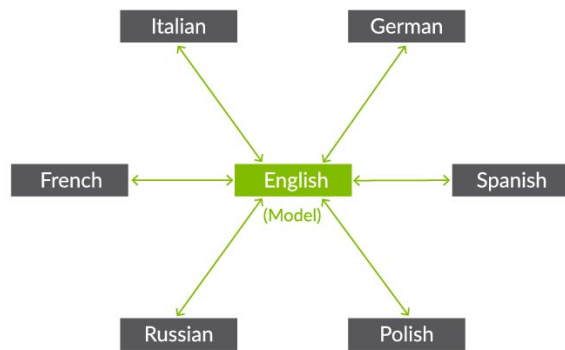 Italian
German
French
English
Spanish
(Model)
Russian
Polish